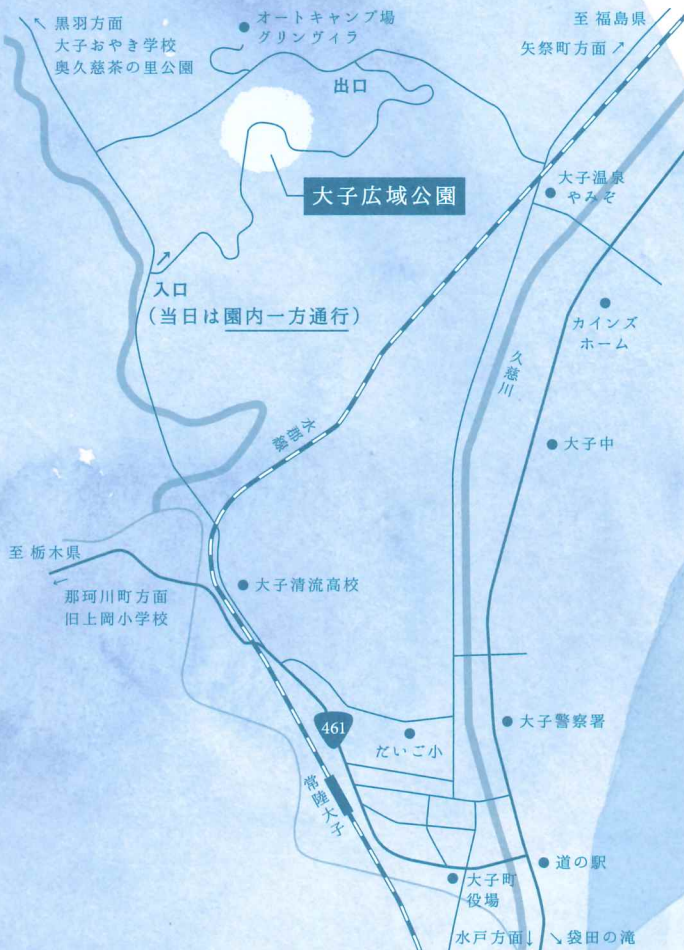 ↖黒羽方面
大子おやき学校
奥久慈茶の里公園
オートキャンプ場
グリンヴィラ
至 福島県
矢祭町方面↗
出口
大子広域公園
大子温泉
やみぞ
入口
（当日は園内一方通行）
カインズ
ホーム
久慈川
水郡線
大子中
至 栃木県
那珂川町方面
旧上岡小学校
大子清流高校
461
だいご小
大子警察署
常陸大子
道の駅
大子町
役場
水戸方面↓
↘袋田の滝